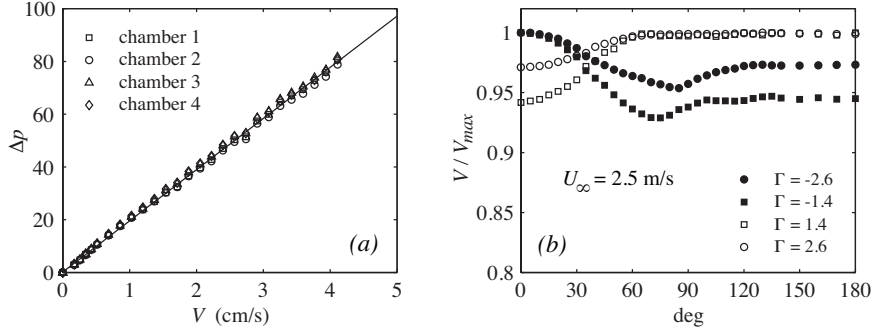 100
80
60
40
20
0
Δp
□ chamber 1
○ chamber 2
△ chamber 3
◇ chamber 4
(a)
0 1 2 3 4 5
V (cm/s)
1
0.95
0.9
0.85
0.8
V / Vmax
U∞ = 2.5 m/s
● Γ = -2.6
■ Γ = -1.4
□ Γ = 1.4
○ Γ = 2.6
(b)
0 30 60 90 120 150 180
deg